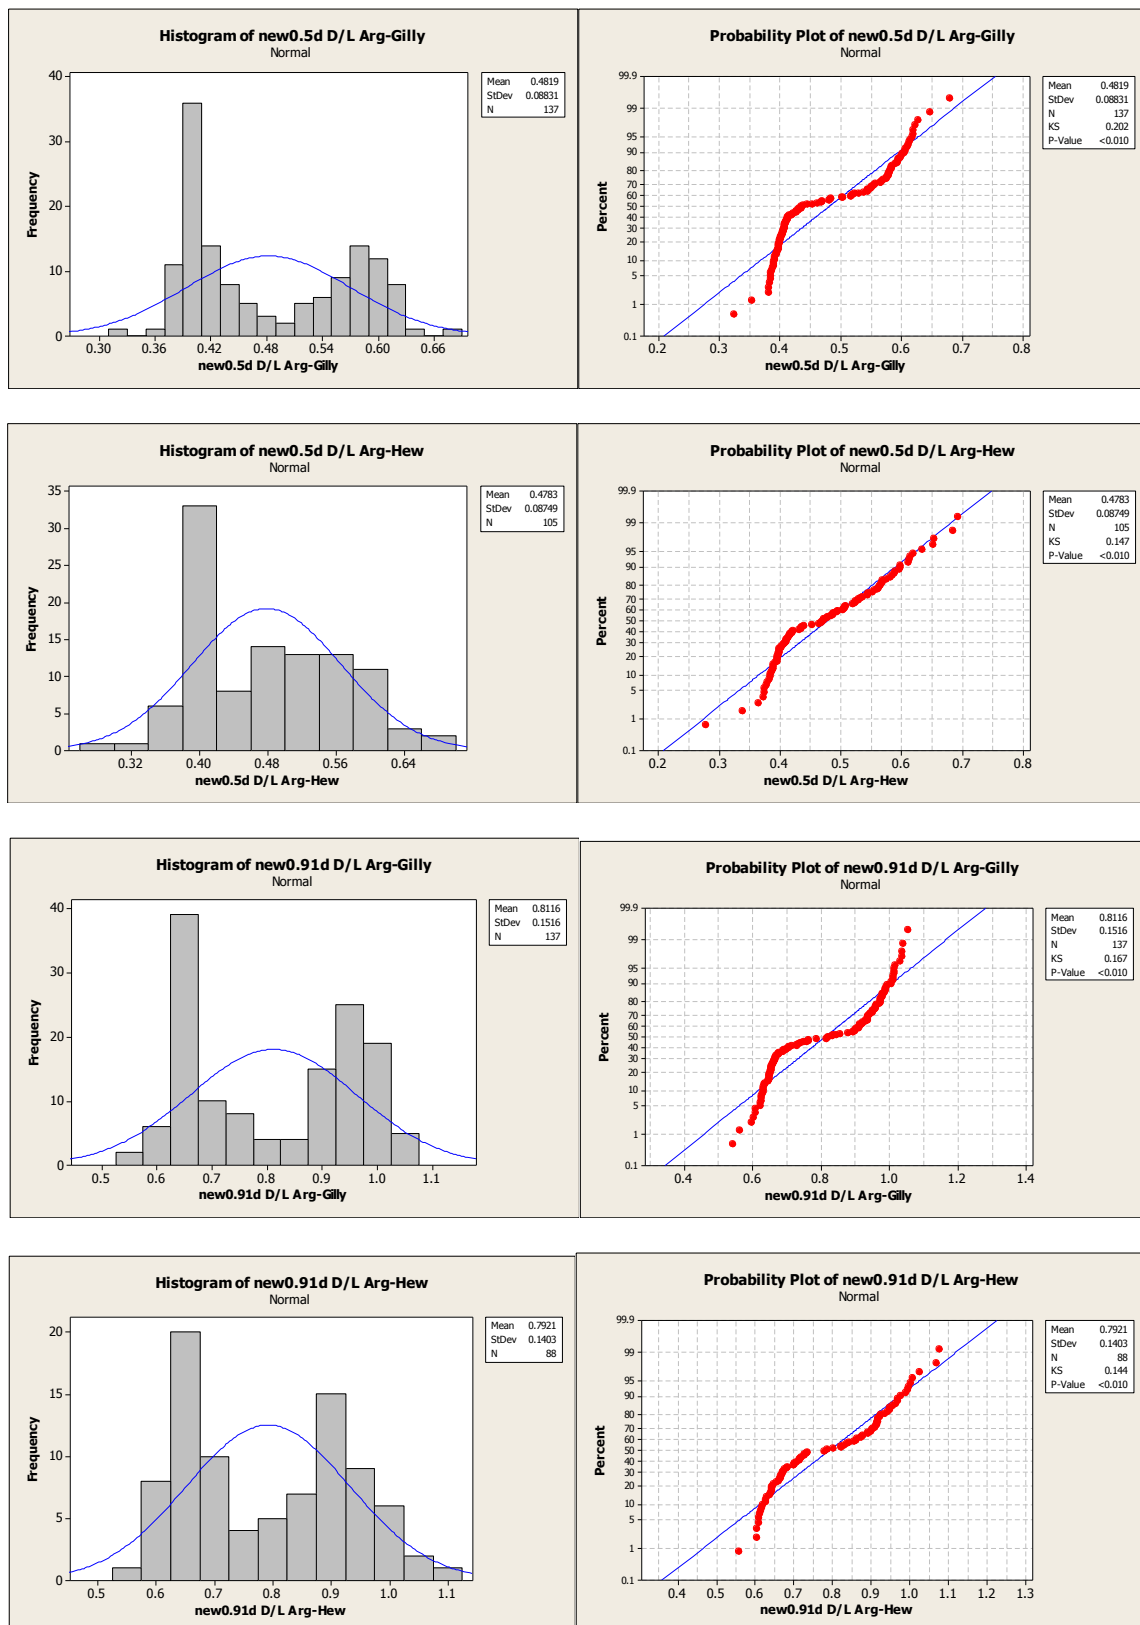 Histogram of new0.5d D/L Arg-Gilly
Normal
Mean 0.4819
StDev 0.08831
N 137
40
30
20
10
0
Frequency
0.30 0.36 0.42 0.48 0.54 0.60 0.66
new0.5d D/L Arg-Gilly
Probability Plot of new0.5d D/L Arg-Gilly
Normal
Mean 0.4819
StDev 0.08831
N 137
KS 0.202
P-Value <0.010
99.9
99
95
90
80
70
60
50
40
30
20
10
5
1
0.1
Percent
0.2 0.3 0.4 0.5 0.6 0.7 0.8
new0.5d D/L Arg-Gilly
Histogram of new0.5d D/L Arg-Hew
Normal
Mean 0.4783
StDev 0.08749
N 105
35
30
25
20
15
10
5
0
Frequency
0.32 0.40 0.48 0.56 0.64
new0.5d D/L Arg-Hew
Probability Plot of new0.5d D/L Arg-Hew
Normal
Mean 0.4783
StDev 0.08749
N 105
KS 0.147
P-Value <0.010
99.9
99
95
90
80
70
60
50
40
30
20
10
5
1
0.1
Percent
0.2 0.3 0.4 0.5 0.6 0.7 0.8
new0.5d D/L Arg-Hew
Histogram of new0.91d D/L Arg-Gilly
Normal
Mean 0.8116
StDev 0.1516
N 137
40
30
20
10
0
Frequency
0.5 0.6 0.7 0.8 0.9 1.0 1.1
new0.91d D/L Arg-Gilly
Probability Plot of new0.91d D/L Arg-Gilly
Normal
Mean 0.8116
StDev 0.1516
N 137
KS 0.167
P-Value <0.010
99.9
99
95
90
80
70
60
50
40
30
20
10
5
1
0.1
Percent
0.4 0.6 0.8 1.0 1.2 1.4
new0.91d D/L Arg-Gilly
Histogram of new0.91d D/L Arg-Hew
Normal
Mean 0.7921
StDev 0.1403
N 88
20
15
10
5
0
Frequency
0.5 0.6 0.7 0.8 0.9 1.0 1.1
new0.91d D/L Arg-Hew
Probability Plot of new0.91d D/L Arg-Hew
Normal
Mean 0.7921
StDev 0.1403
N 88
KS 0.144
P-Value <0.010
99.9
99
95
90
80
70
60
50
40
30
20
10
5
1
0.1
Percent
0.4 0.5 0.6 0.7 0.8 0.9 1.0 1.1 1.2 1.3
new0.91d D/L Arg-Hew